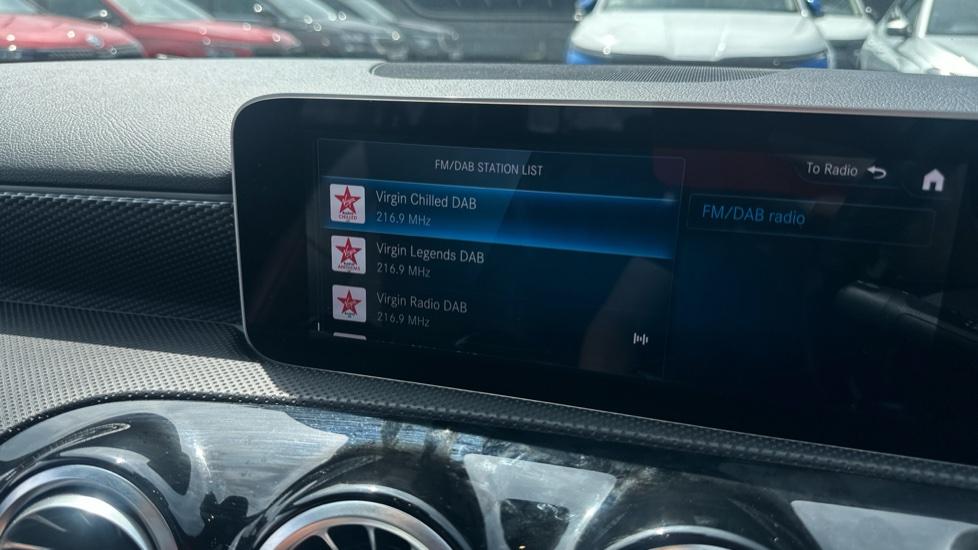 FM/DAB STATION LIST
To Radio
Virgin Chilled DAB
216.9 MHz
FM/DAB radio
Virgin Legends DAB
216.9 MHz
Virgin Radio DAB
216.9 MHz